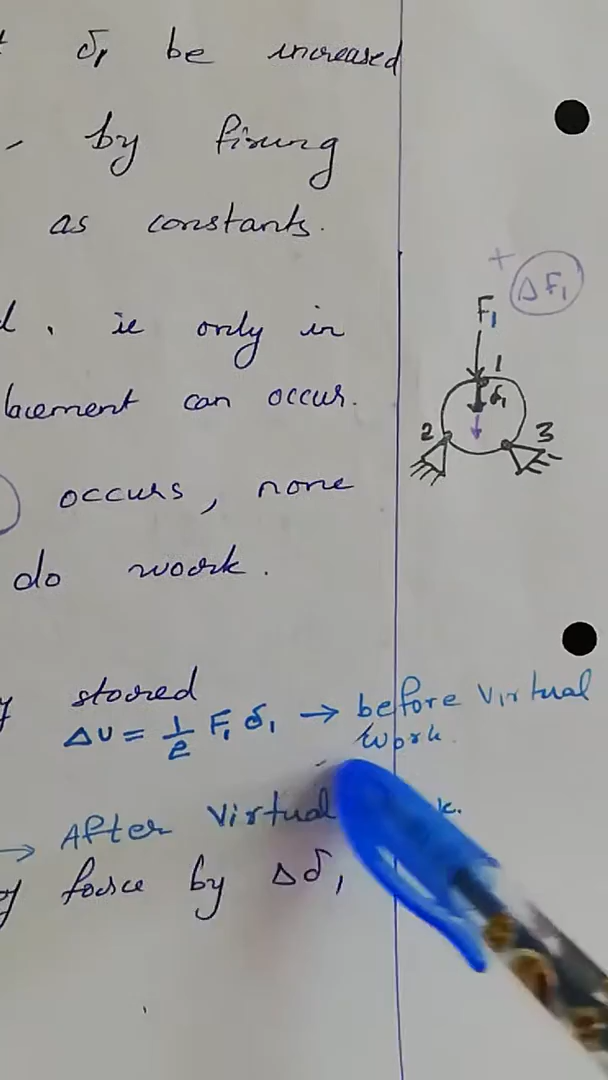 δ₁ be increased
- by fixing
as constants.
ie only in
lacement can occur.
occurs, none
do work.
stored
ΔU = 1/2 F₁ δ₁ → before virtual
work.
→ After virtual k.
force by Δδ₁
+ ΔF₁
F₁
1
δ₁
2 3